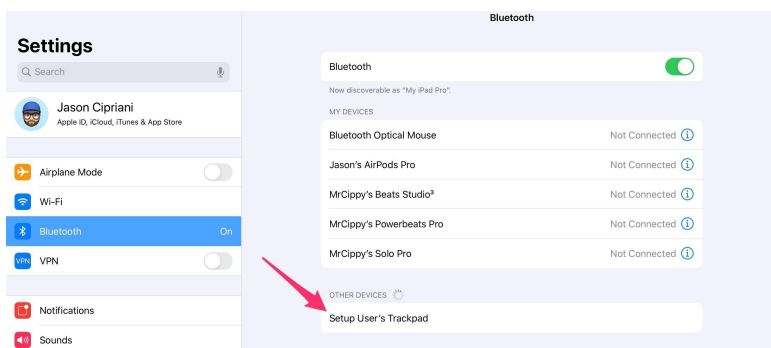 Bluetooth
Settings
Search
Jason Cipriani
Apple ID, iCloud, iTunes & App Store
Airplane Mode
Wi-Fi
Bluetooth On
VPN VPN
Notifications
Sounds
Bluetooth
Now discoverable as "My iPad Pro".
MY DEVICES
Bluetooth Optical Mouse Not Connected
Jason's AirPods Pro Not Connected
MrCippy's Beats Studio³ Not Connected
MrCippy's Powerbeats Pro Not Connected
MrCippy's Solo Pro Not Connected
OTHER DEVICES
Setup User's Trackpad